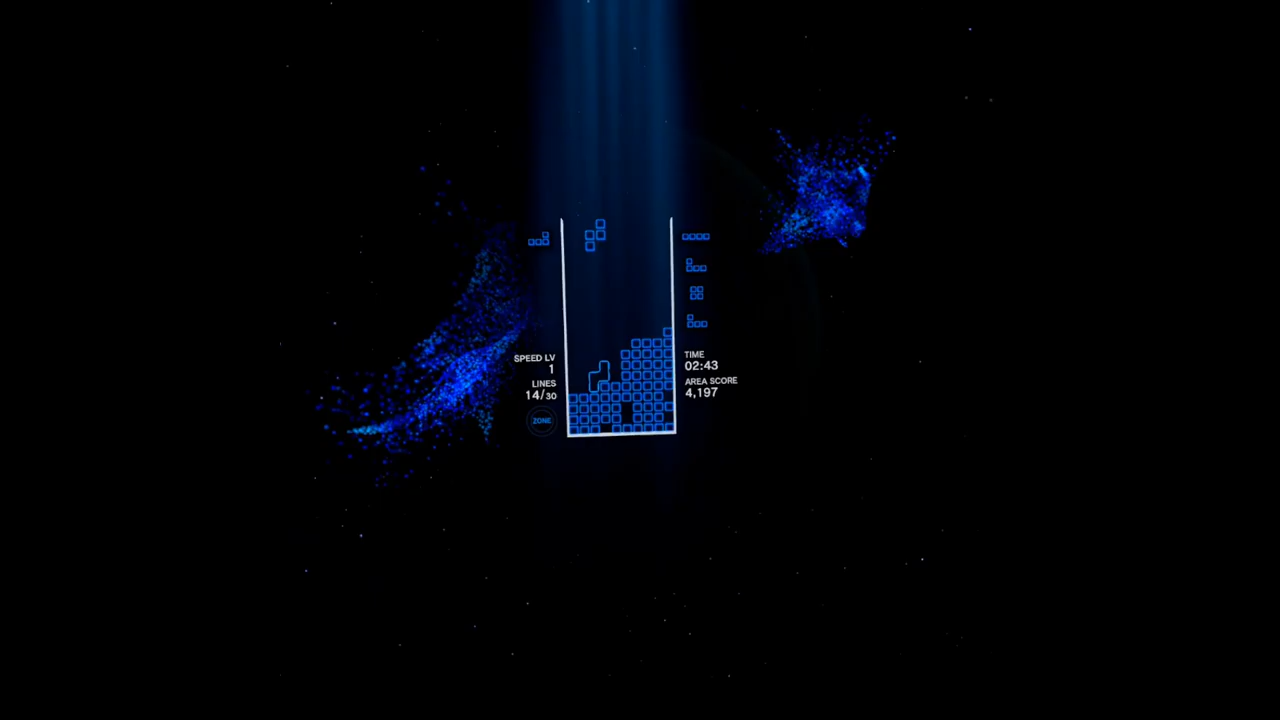 SPEED LV
1
LINES
14/30
ZONE
TIME
02:43
AREA SCORE
4,197